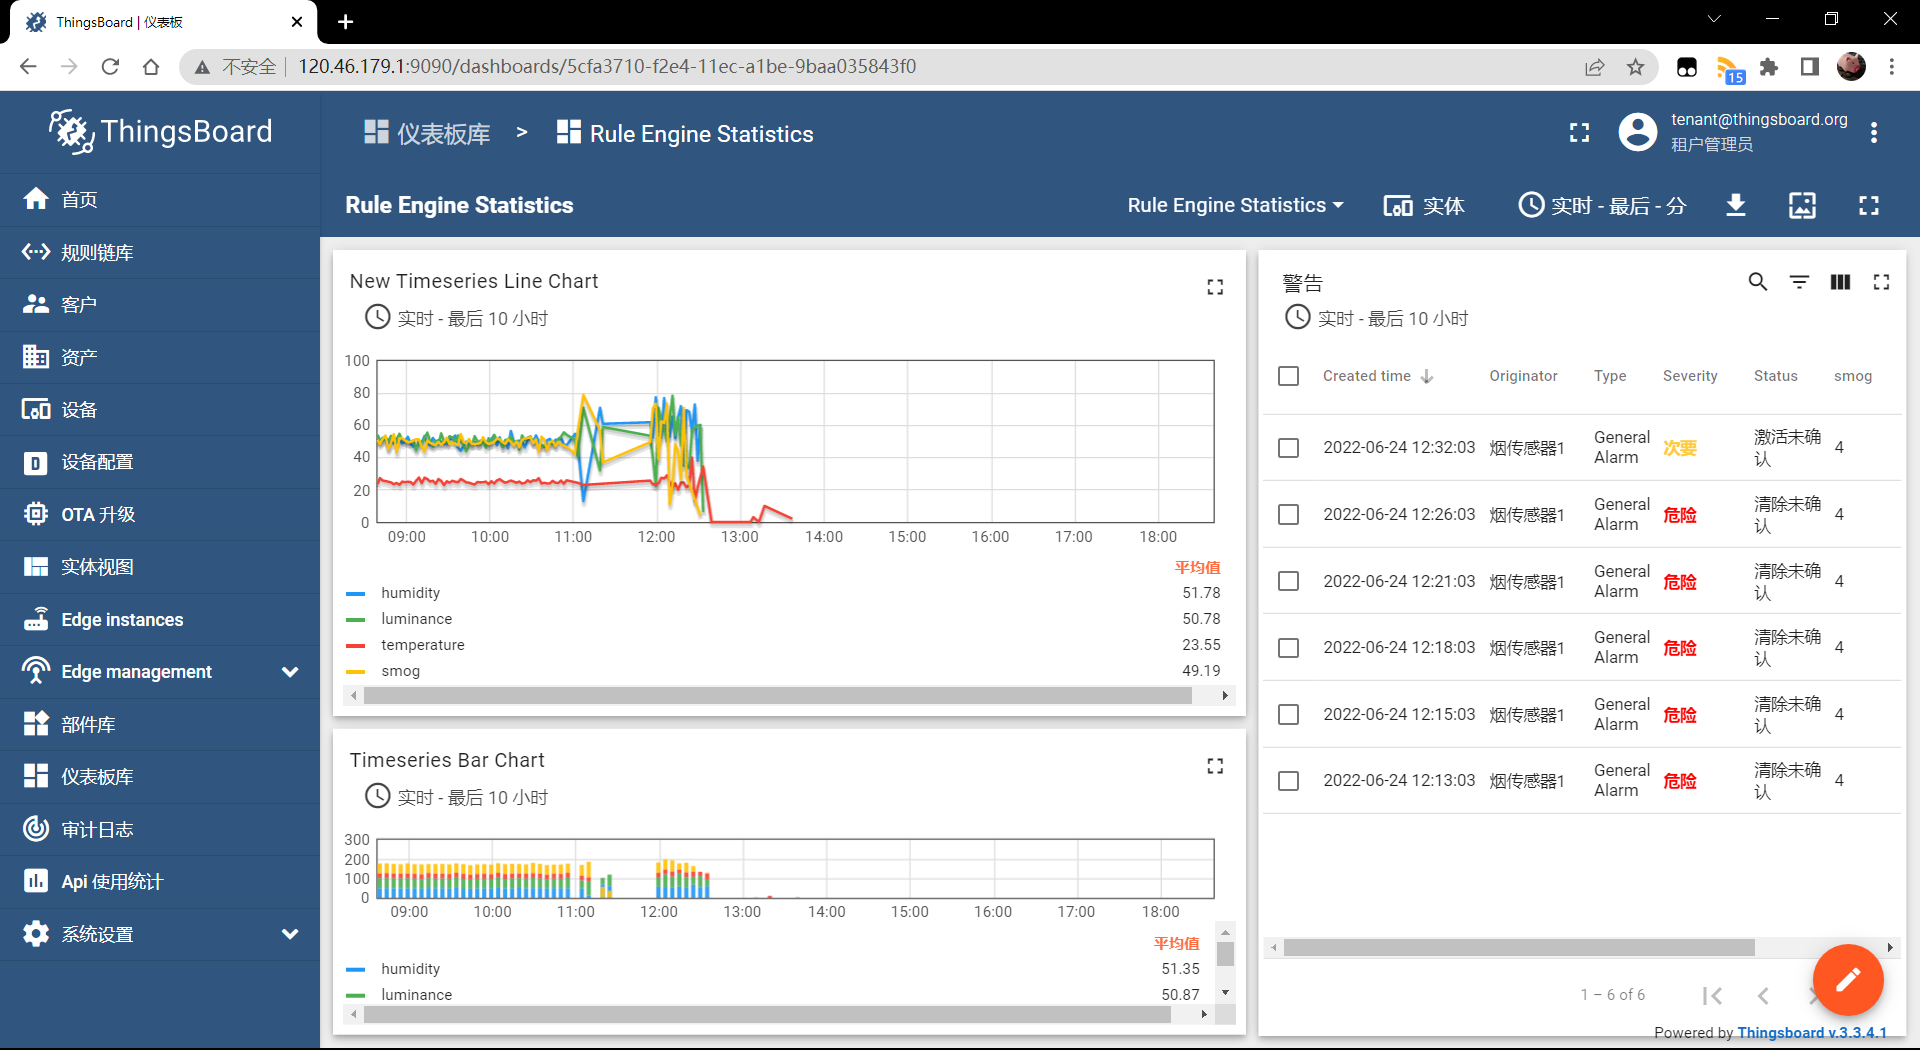 ThingsBoard | 仪表板
不安全 120.46.179.1:9090/dashboards/5cfa3710-f2e4-11ec-a1be-9baa035843f0
15
ThingsBoard
仪表板库 > Rule Engine Statistics
tenant@thingsboard.org
租户管理员
首页
规则链库
客户
资产
设备
D 设备配置
OTA 升级
实体视图
Edge instances
Edge management
部件库
仪表板库
审计日志
Api 使用统计
系统设置
Rule Engine Statistics
Rule Engine Statistics 实体 实时 - 最后 - 分
New Timeseries Line Chart
实时 - 最后 10 小时
100
80
60
40
20
0
09:00 10:00 11:00 12:00 13:00 14:00 15:00 16:00 17:00 18:00
平均值
humidity 51.78
luminance 50.78
temperature 23.55
smog 49.19
Timeseries Bar Chart
实时 - 最后 10 小时
300
200
100
0
09:00 10:00 11:00 12:00 13:00 14:00 15:00 16:00 17:00 18:00
平均值
humidity 51.35
luminance 50.87
警告
实时 - 最后 10 小时
Created time Originator Type Severity Status smog
2022-06-24 12:32:03 烟传感器1 General Alarm 次要 激活未确认 4
2022-06-24 12:26:03 烟传感器1 General Alarm 危险 清除未确认 4
2022-06-24 12:21:03 烟传感器1 General Alarm 危险 清除未确认 4
2022-06-24 12:18:03 烟传感器1 General Alarm 危险 清除未确认 4
2022-06-24 12:15:03 烟传感器1 General Alarm 危险 清除未确认 4
2022-06-24 12:13:03 烟传感器1 General Alarm 危险 清除未确认 4
1 – 6 of 6
Powered by Thingsboard v.3.3.4.1